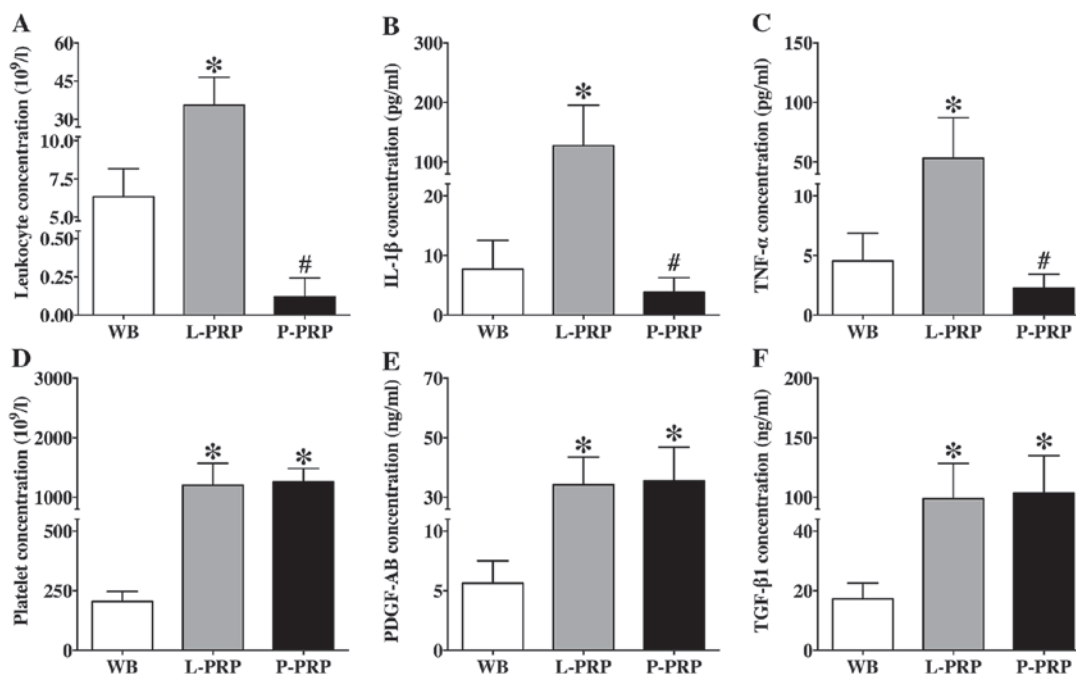 A
Leukocyte concentration (10⁹/l)
60
45
30
10.0
7.5
5.0
0.50
0.25
0.00
*
#
WB L-PRP P-PRP
B
IL-1β concentration (pg/ml)
300
200
100
20
10
0
*
#
WB L-PRP P-PRP
C
TNF-α concentration (pg/ml)
150
100
50
10
5
0
*
#
WB L-PRP P-PRP
D
Platelet concentration (10⁹/l)
3000
2000
1000
500
250
0
* *
WB L-PRP P-PRP
E
PDGF-AB concentration (ng/ml)
70
50
30
10
5
0
* *
WB L-PRP P-PRP
F
TGF-β1 concentration (ng/ml)
200
150
100
40
20
0
* *
WB L-PRP P-PRP